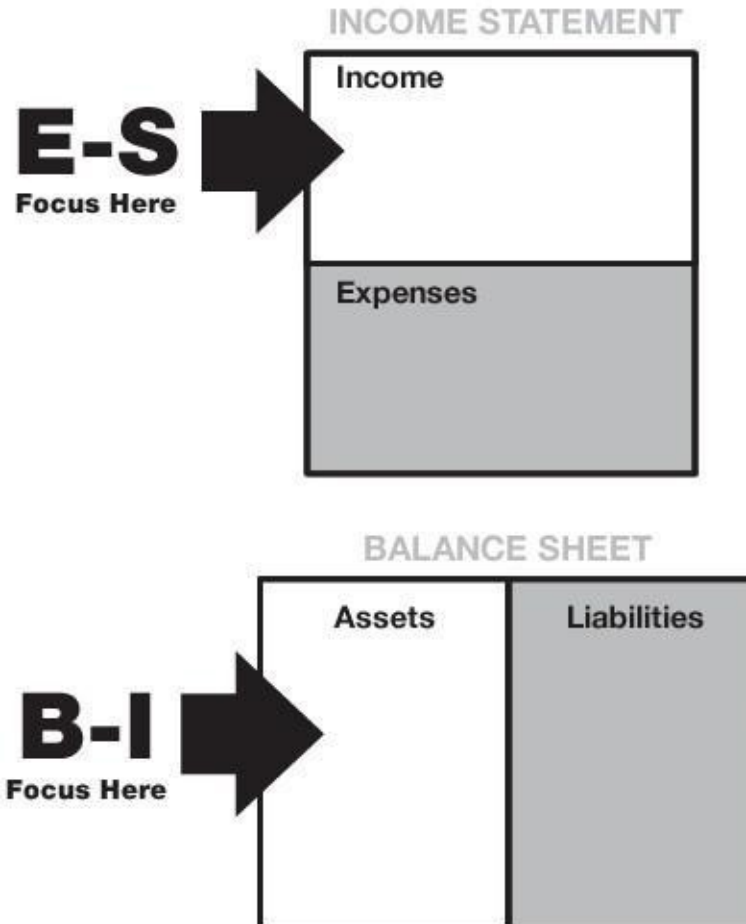 INCOME STATEMENT
Income
E-S
Focus Here
Expenses
BALANCE SHEET
Assets Liabilities
B-I
Focus Here